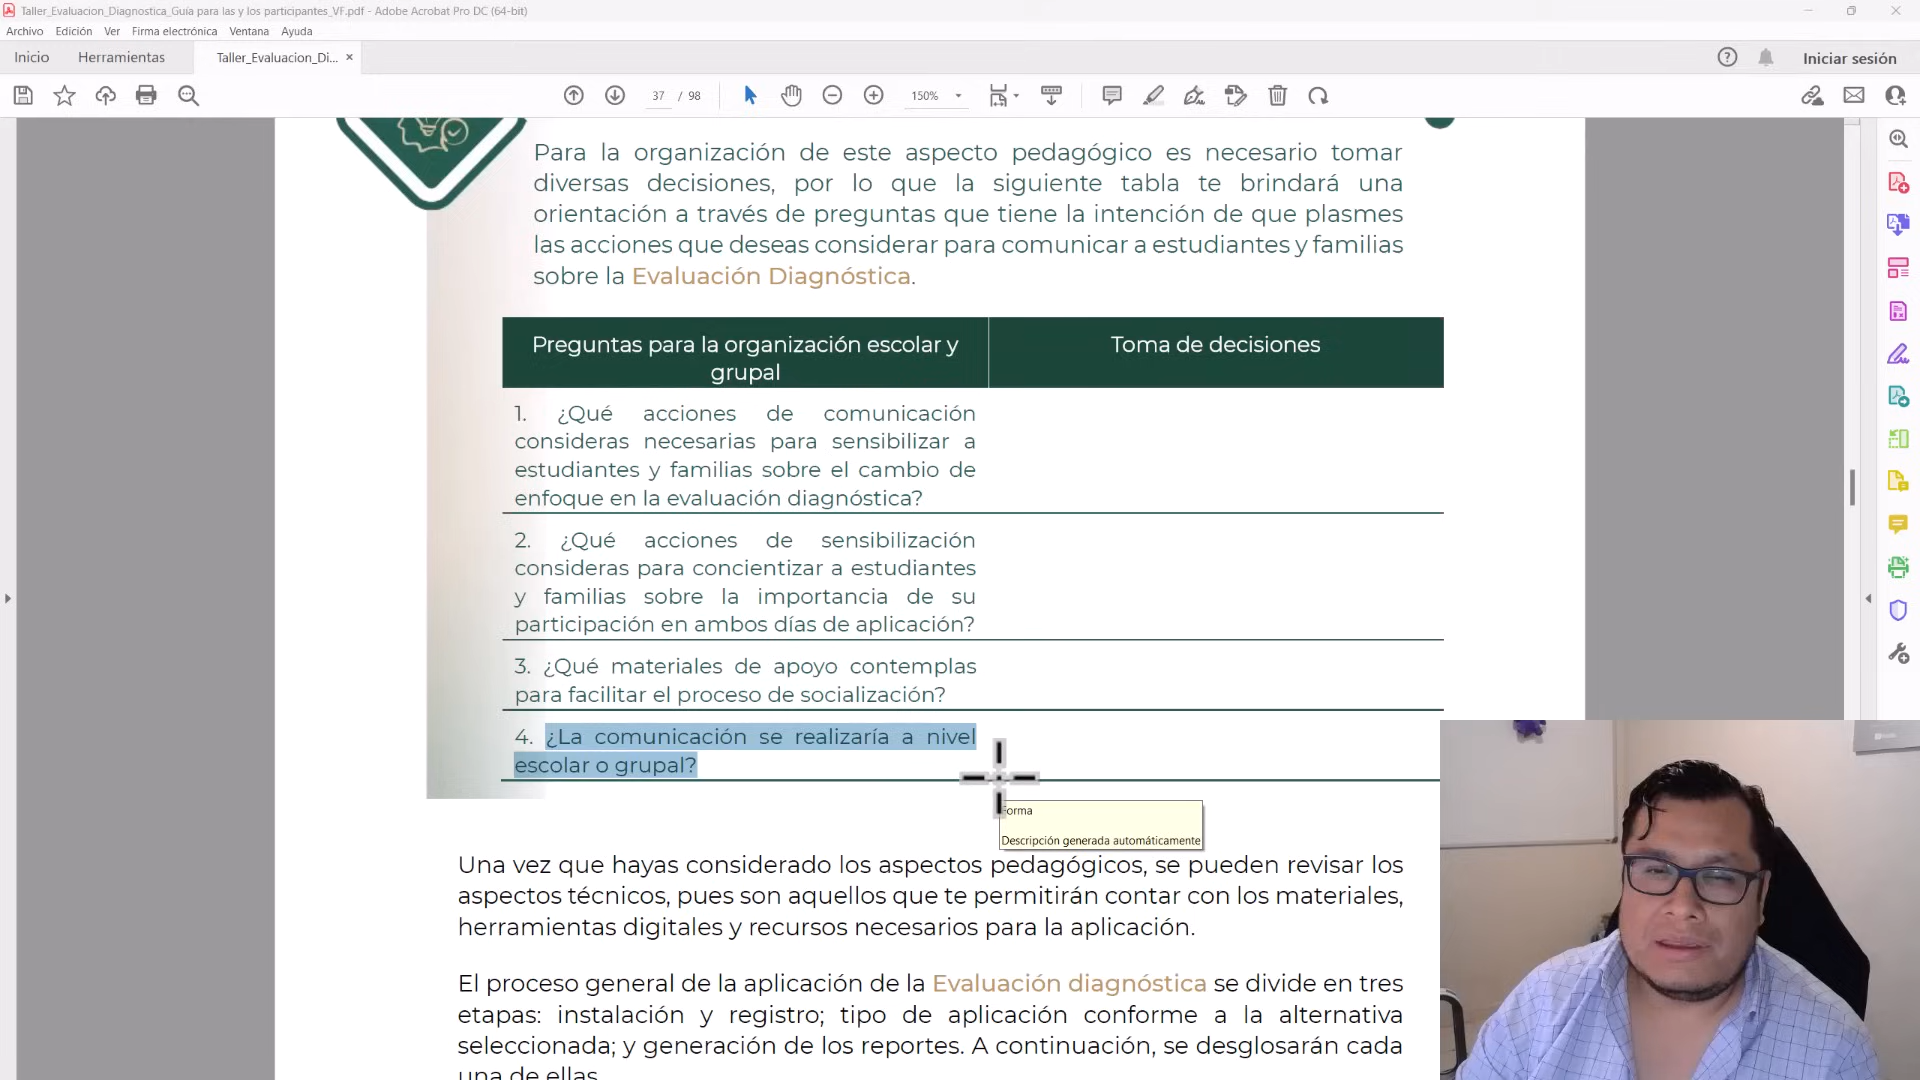 Taller_Evaluacion_Diagnostica_Guía para las y los participantes_VF.pdf - Adobe Acrobat Pro DC (64-bit)
Archivo Edición Ver Firma electrónica Ventana Ayuda
Inicio Herramientas Taller_Evaluacion_Di... × Iniciar sesión
37 / 98 150%
Para la organización de este aspecto pedagógico es necesario tomar
diversas decisiones, por lo que la siguiente tabla te brindará una
orientación a través de preguntas que tiene la intención de que plasmes
las acciones que deseas considerar para comunicar a estudiantes y familias
sobre la Evaluación Diagnóstica.
Preguntas para la organización escolar y
grupal
Toma de decisiones
1. ¿Qué acciones de comunicación
consideras necesarias para sensibilizar a
estudiantes y familias sobre el cambio de
enfoque en la evaluación diagnóstica?
2. ¿Qué acciones de sensibilización
consideras para concientizar a estudiantes
y familias sobre la importancia de su
participación en ambos días de aplicación?
3. ¿Qué materiales de apoyo contemplas
para facilitar el proceso de socialización?
4. ¿La comunicación se realizaría a nivel
escolar o grupal?
Forma
Descripción generada automáticamente
Una vez que hayas considerado los aspectos pedagógicos, se pueden revisar los
aspectos técnicos, pues son aquellos que te permitirán contar con los materiales,
herramientas digitales y recursos necesarios para la aplicación.
El proceso general de la aplicación de la Evaluación diagnóstica se divide en tres
etapas: instalación y registro; tipo de aplicación conforme a la alternativa
seleccionada; y generación de los reportes. A continuación, se desglosarán cada
una de ellas